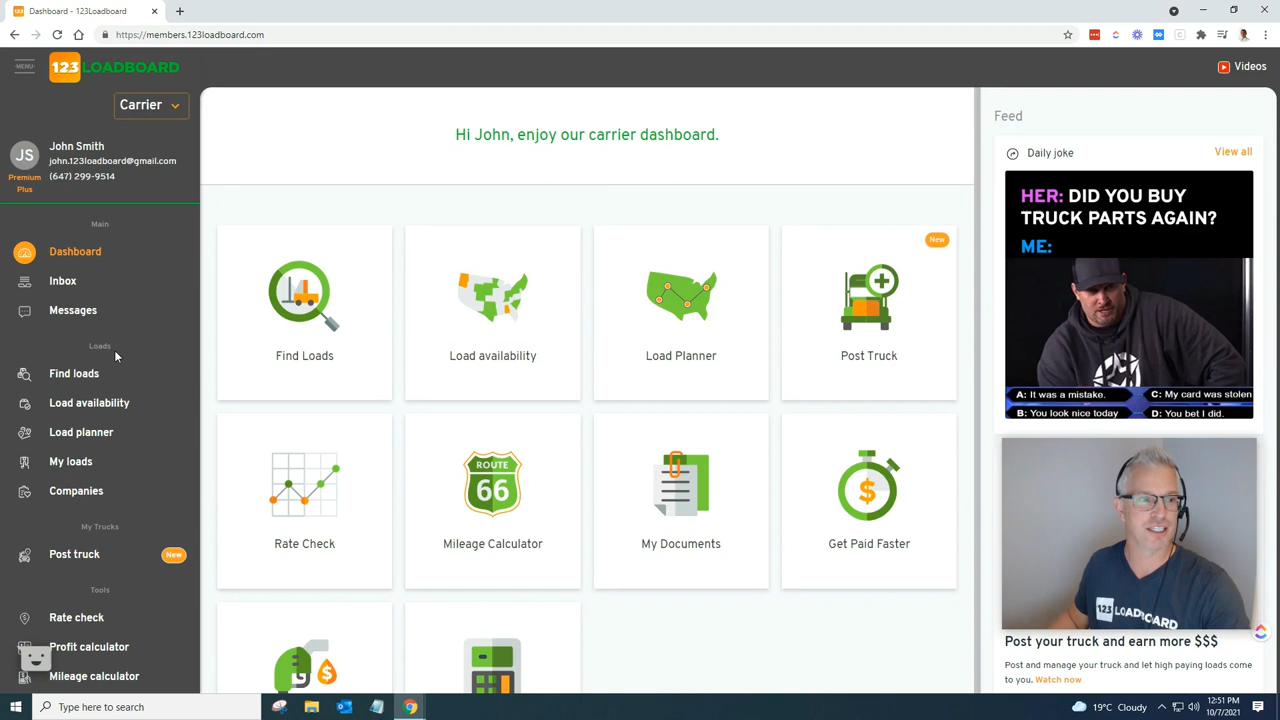 Dashboard - 123Loadboard
https://members.123loadboard.com
MENU
123 LOADBOARD
Videos
Carrier
JS
John Smith
john.123loadboard@gmail.com
(647) 299-9514
Premium
Plus
Main
Dashboard
Inbox
Messages
Loads
Find loads
Load availability
Load planner
My loads
Companies
My Trucks
Post truck
New
Tools
Rate check
Profit calculator
Mileage calculator
Hi John, enjoy our carrier dashboard.
Find Loads
Load availability
Load Planner
New
Post Truck
Rate Check
ROUTE
66
Mileage Calculator
My Documents
Get Paid Faster
Feed
Daily joke
View all
HER: DID YOU BUY
TRUCK PARTS AGAIN?
ME:
A: It was a mistake.
C: My card was stolen
B: You look nice today
D: You bet I did.
123 LOADBOARD
Post your truck and earn more $$$
Post and manage your truck and let high paying loads come
to you. Watch now
Type here to search
19°C Cloudy
12:51 PM
10/7/2021